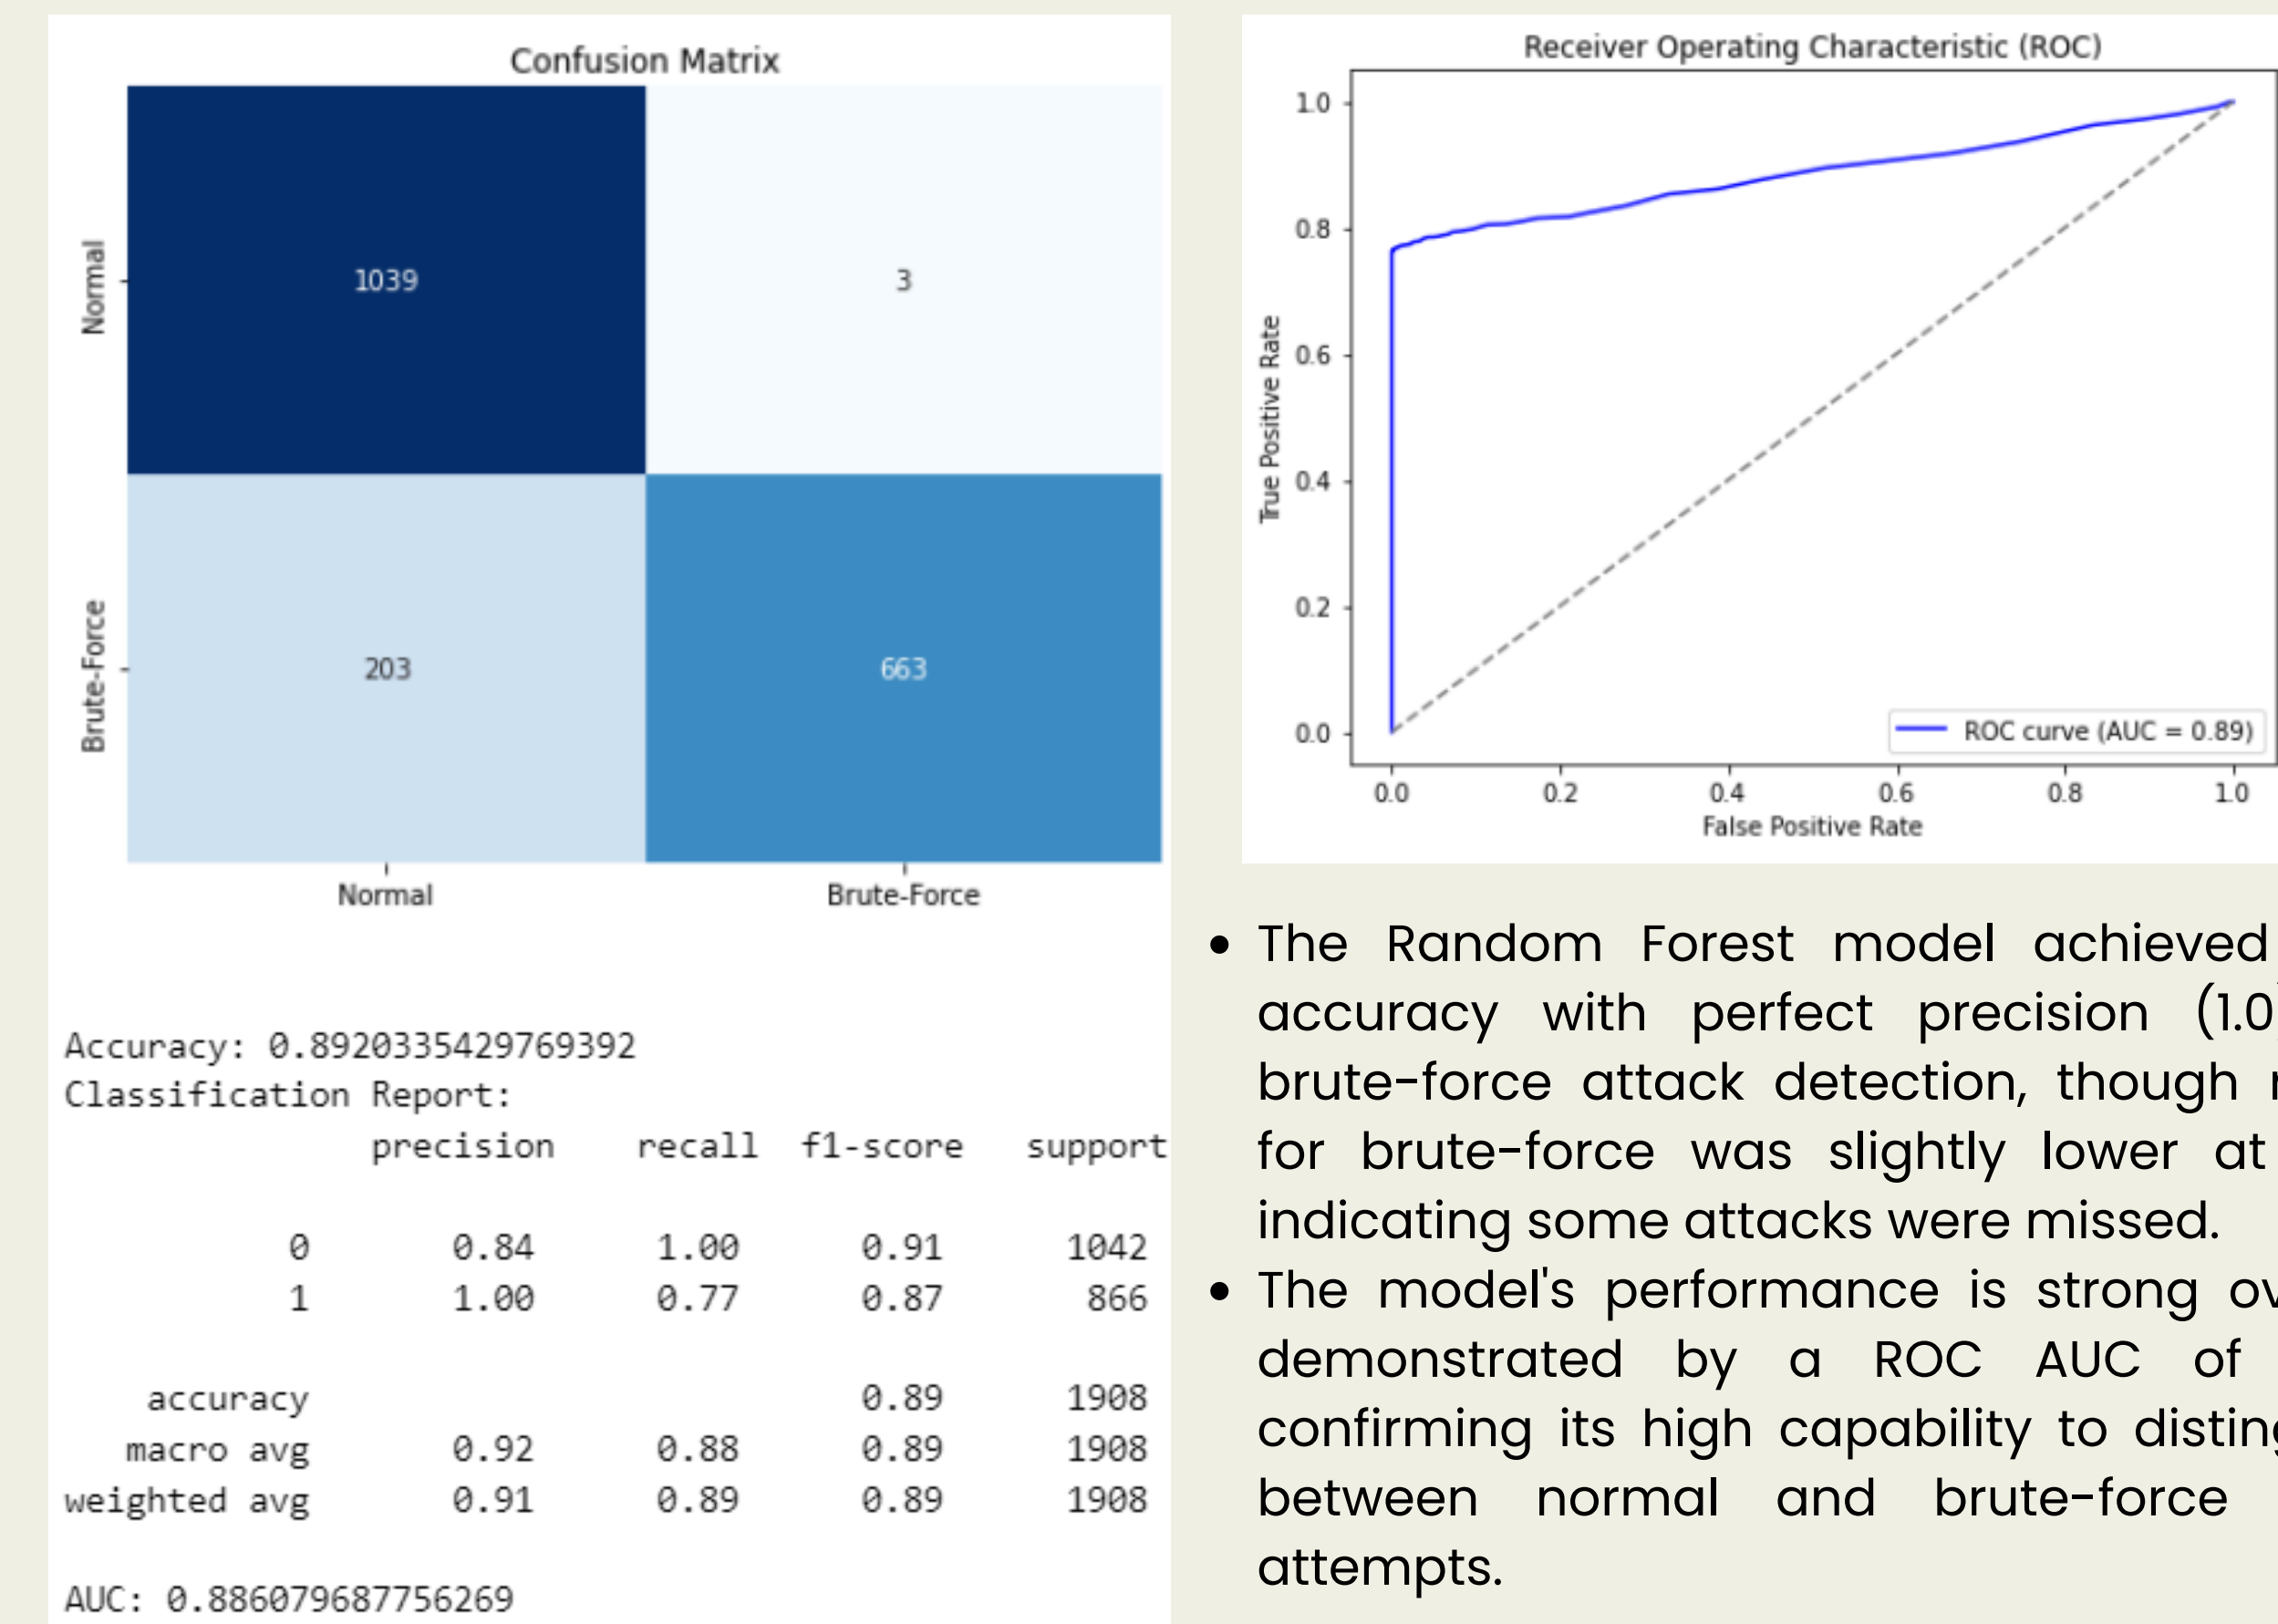 Confusion Matrix
Normal
1039
3
Brute-Force
203
663
Normal
Brute-Force
Accuracy: 0.8920335429769392
Classification Report:
precision recall f1-score support
0 0.84 1.00 0.91 1042
1 1.00 0.77 0.87 866
accuracy 0.89 1908
macro avg 0.92 0.88 0.89 1908
weighted avg 0.91 0.89 0.89 1908
AUC: 0.886079687756269
Receiver Operating Characteristic (ROC)
True Positive Rate
1.0
0.8
0.6
0.4
0.2
0.0
ROC curve (AUC = 0.89)
0.0 0.2 0.4 0.6 0.8 1.0
False Positive Rate
• The Random Forest model achieved
accuracy with perfect precision (1.0)
brute-force attack detection, though
for brute-force was slightly lower at
indicating some attacks were missed.
• The model's performance is strong
demonstrated by a ROC AUC of
confirming its high capability to
between normal and brute-force
attempts.